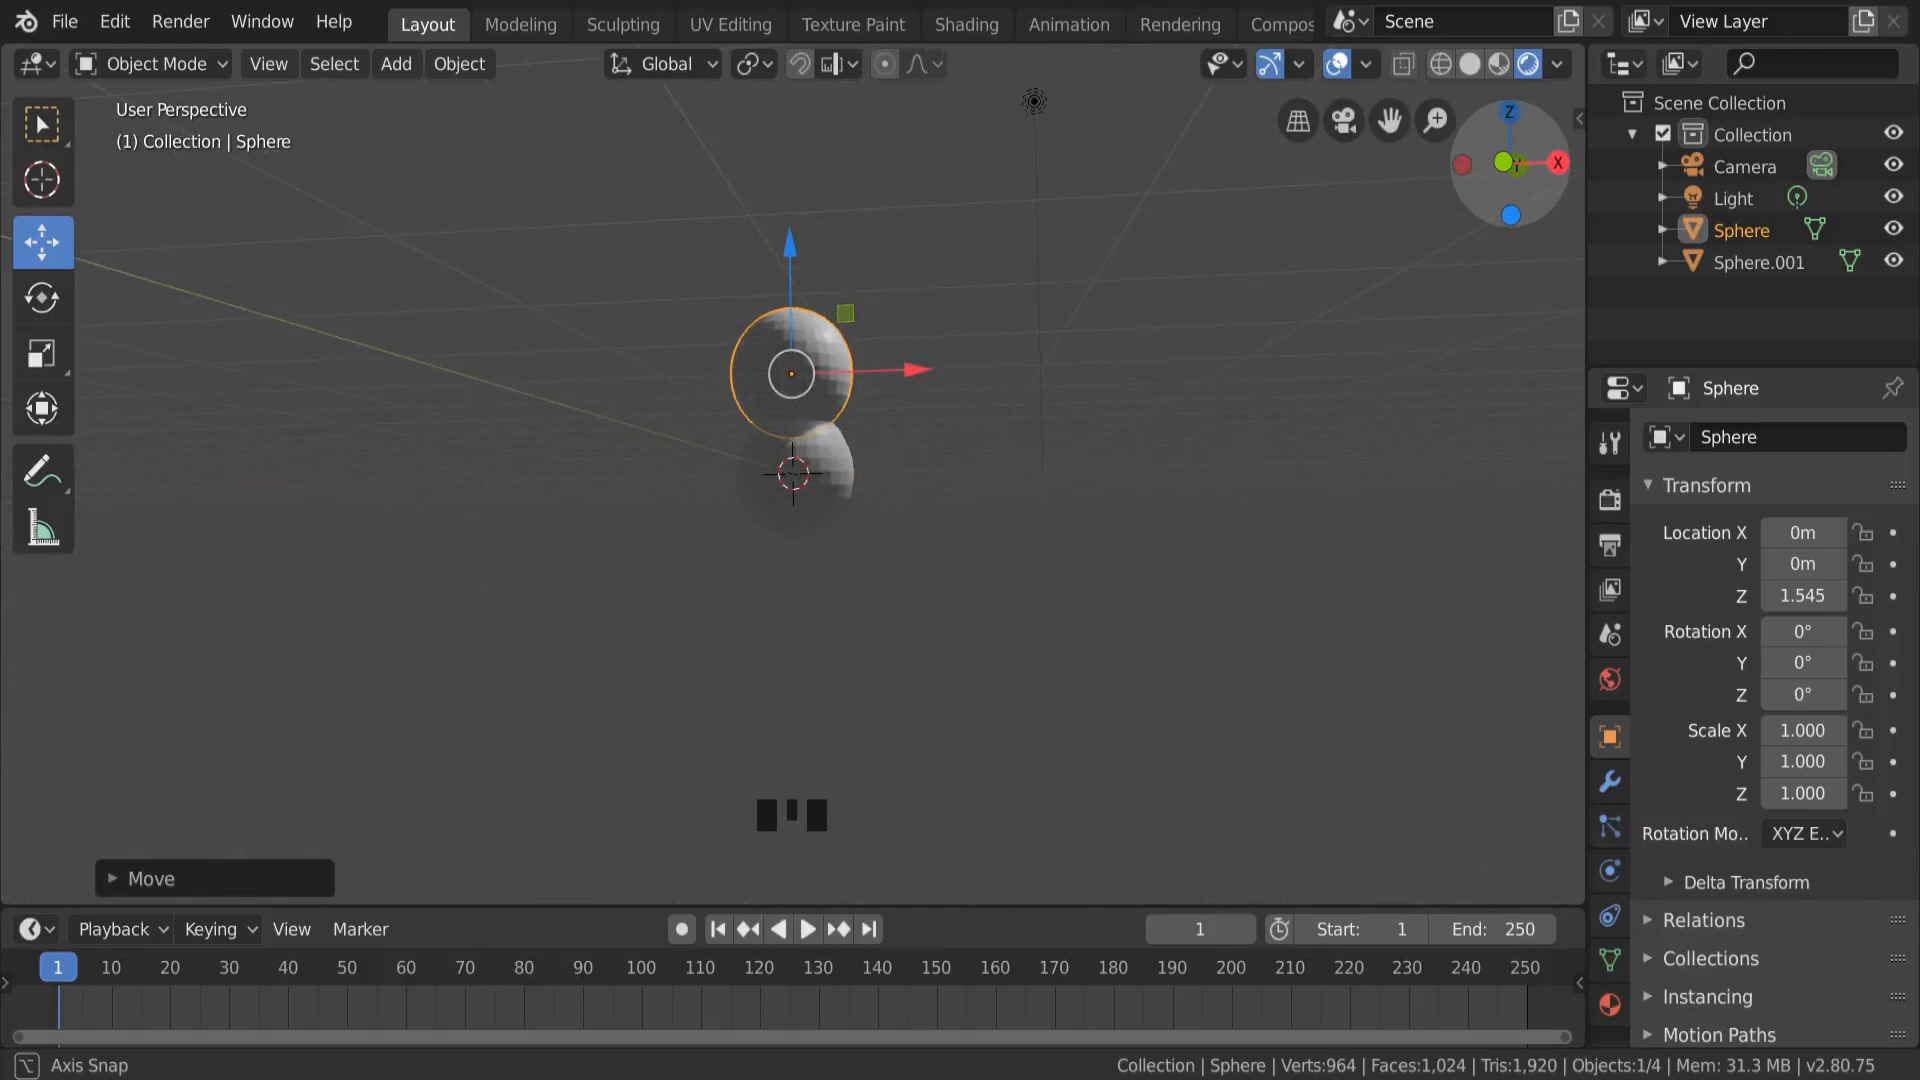 File Edit Render Window Help Layout Modeling Sculpting UV Editing Texture Paint Shading Animation Rendering Compos Scene View Layer
Object Mode View Select Add Object Global
User Perspective
(1) Collection | Sphere
Z
X
Y
Scene Collection
Collection
Camera
Light
Sphere
Sphere.001
Sphere
Sphere
Transform
Location X 0m
Y 0m
Z 1.545
Rotation X 0°
Y 0°
Z 0°
Scale X 1.000
Y 1.000
Z 1.000
Rotation Mo.. XYZ E..
Delta Transform
Relations
Collections
Instancing
Motion Paths
Move
Playback Keying View Marker 1 Start: 1 End: 250
1 10 20 30 40 50 60 70 80 90 100 110 120 130 140 150 160 170 180 190 200 210 220 230 240 250
Axis Snap Collection | Sphere | Verts:964 | Faces:1,024 | Tris:1,920 | Objects:1/4 | Mem: 31.3 MB | v2.80.75